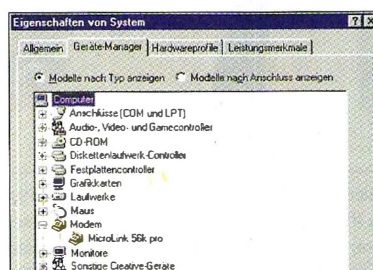 Eigenschaften von System
Allgemein Geräte-Manager Hardwareprofile Leistungsmerkmale
Modelle nach Typ anzeigen Modelle nach Anschluss anzeigen
Computer
Anschlüsse (COM und LPT)
Audio-, Video- und Gamecontroller
CD-ROM
Diskettenlaufwerk-Controller
Festplattencontroller
Grafikkarten
Laufwerke
Maus
Modem
MicroLink 56k pro
Monitore
Sonstige Creative-Geräte